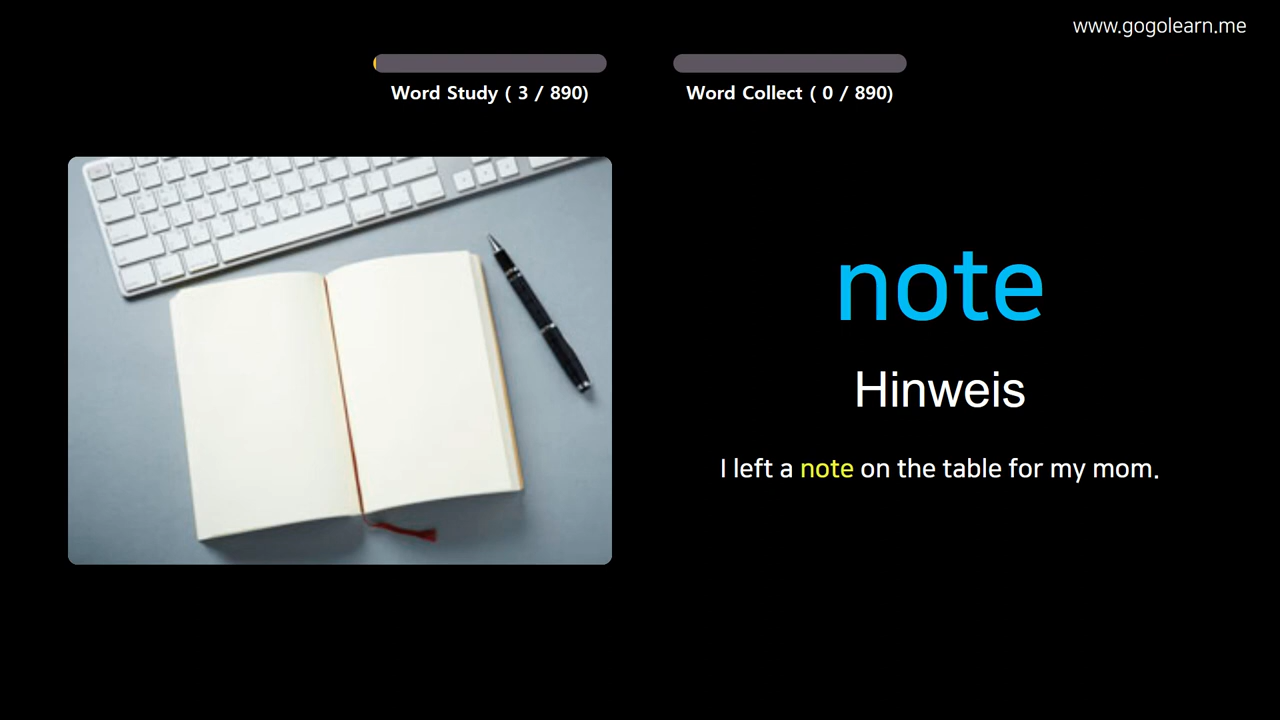 www.gogolearn.me
Word Study ( 3 / 890)
Word Collect ( 0 / 890)
note
Hinweis
I left a note on the table for my mom.